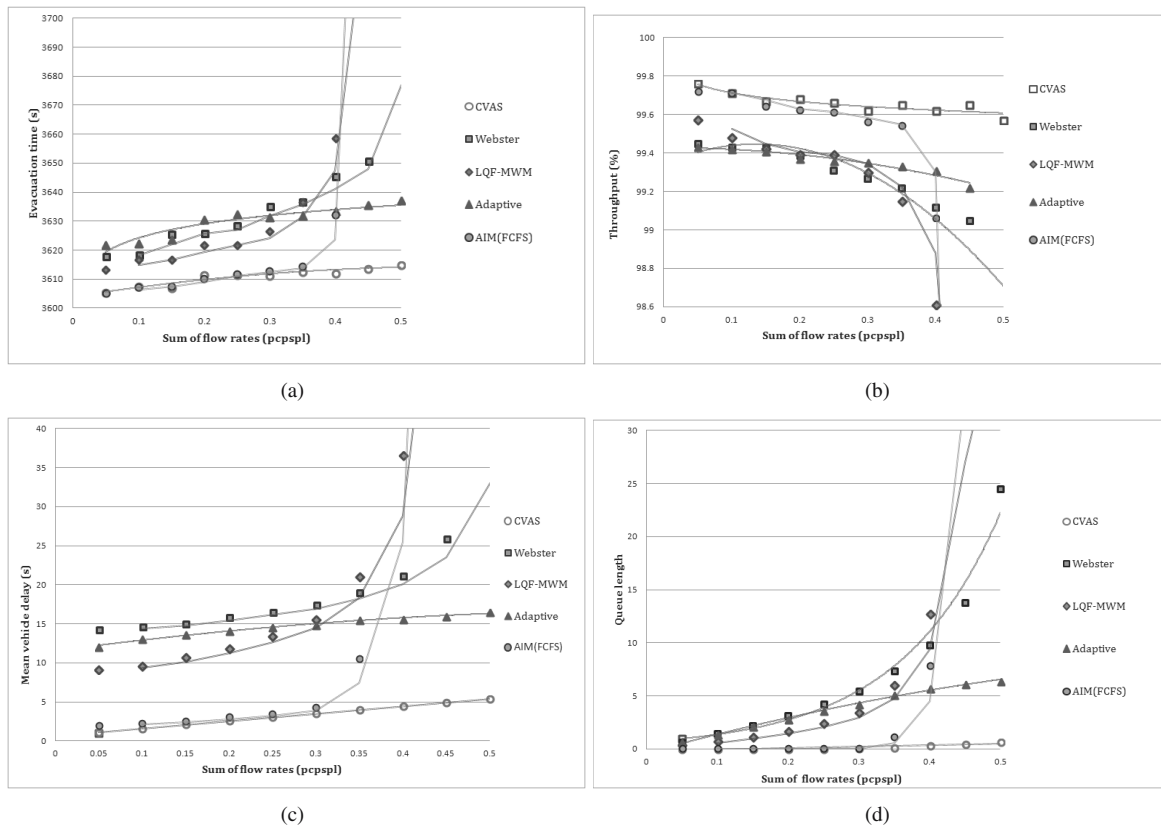 3700
3690
3680
3670
3660
3650
3640
3630
3620
3610
3600
Evacuation time (s)
0
0.1
0.2
0.3
0.4
0.5
Sum of flow rates (pcpspl)
CVAS
Webster
LQF-MWM
Adaptive
AIM(FCFS)
(a)
100
99.8
99.6
99.4
99.2
99
98.8
98.6
Throughput (%)
0
0.1
0.2
0.3
0.4
0.5
Sum of flow rates (pcpspl)
CVAS
Webster
LQF-MWM
Adaptive
AIM(FCFS)
(b)
40
35
30
25
20
15
10
5
0
Mean vehicle delay (s)
0.05
0.1
0.15
0.2
0.25
0.3
0.35
0.4
0.45
0.5
Sum of flow rates (pcpspl)
CVAS
Webster
LQF-MWM
Adaptive
AIM(FCFS)
(c)
30
25
20
15
10
5
0
Queue length
0
0.1
0.2
0.3
0.4
0.5
Sum of flow rates (pcpspl)
CVAS
Webster
LQF-MWM
Adaptive
AIM(FCFS)
(d)